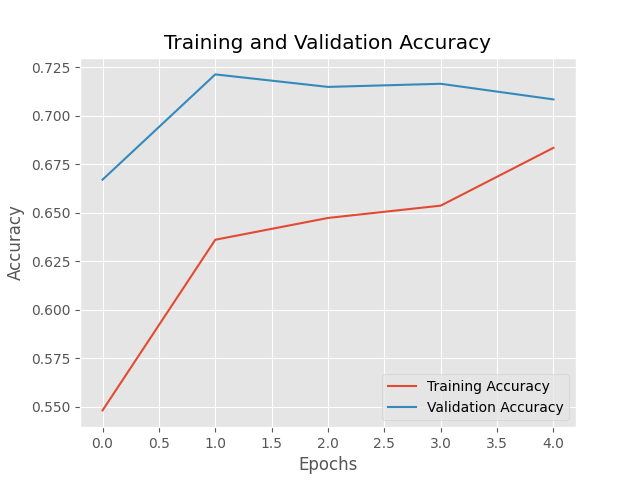 Training and Validation Accuracy
0.725
0.700
0.675
0.650
0.625
0.600
0.575
0.550
Accuracy
Training Accuracy
Validation Accuracy
0.0 0.5 1.0 1.5 2.0 2.5 3.0 3.5 4.0
Epochs